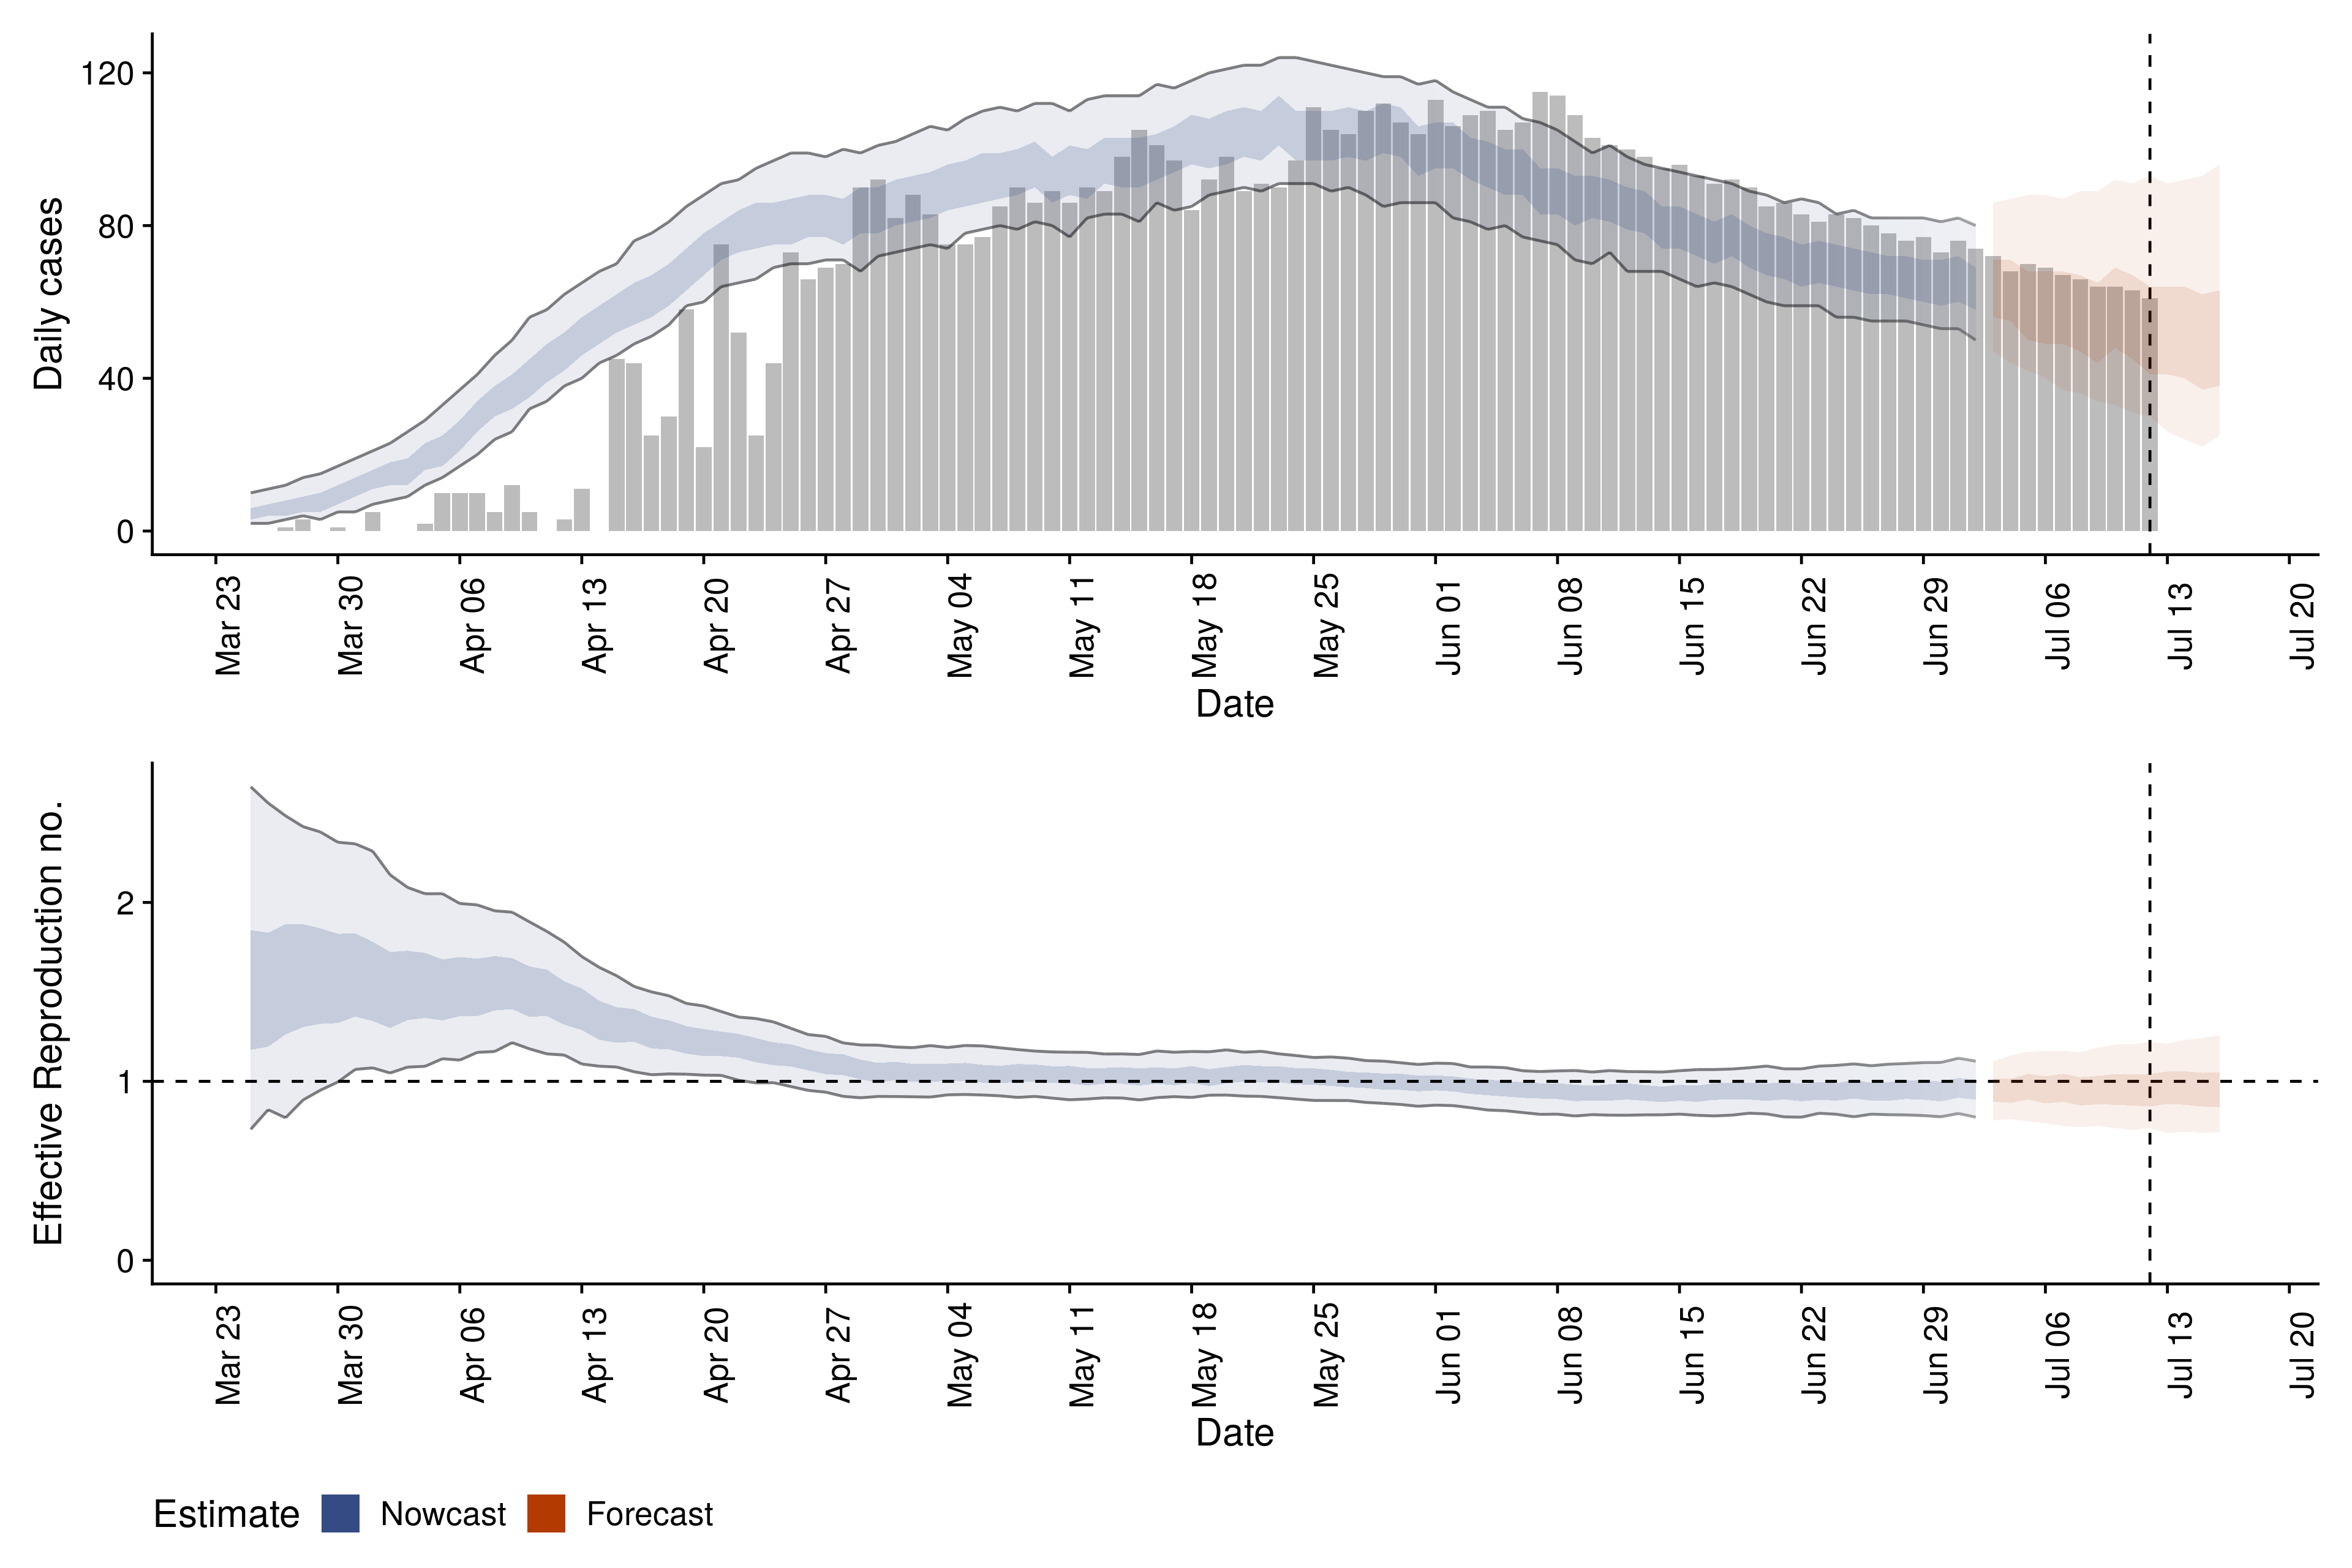 Daily cases
120
80
40
0
Mar 23
Mar 30
Apr 06
Apr 13
Apr 20
Apr 27
May 04
May 11
May 18
May 25
Jun 01
Jun 08
Jun 15
Jun 22
Jun 29
Jul 06
Jul 13
Jul 20
Date
Effective Reproduction no.
2
1
0
Mar 23
Mar 30
Apr 06
Apr 13
Apr 20
Apr 27
May 04
May 11
May 18
May 25
Jun 01
Jun 08
Jun 15
Jun 22
Jun 29
Jul 06
Jul 13
Jul 20
Date
Estimate Nowcast Forecast